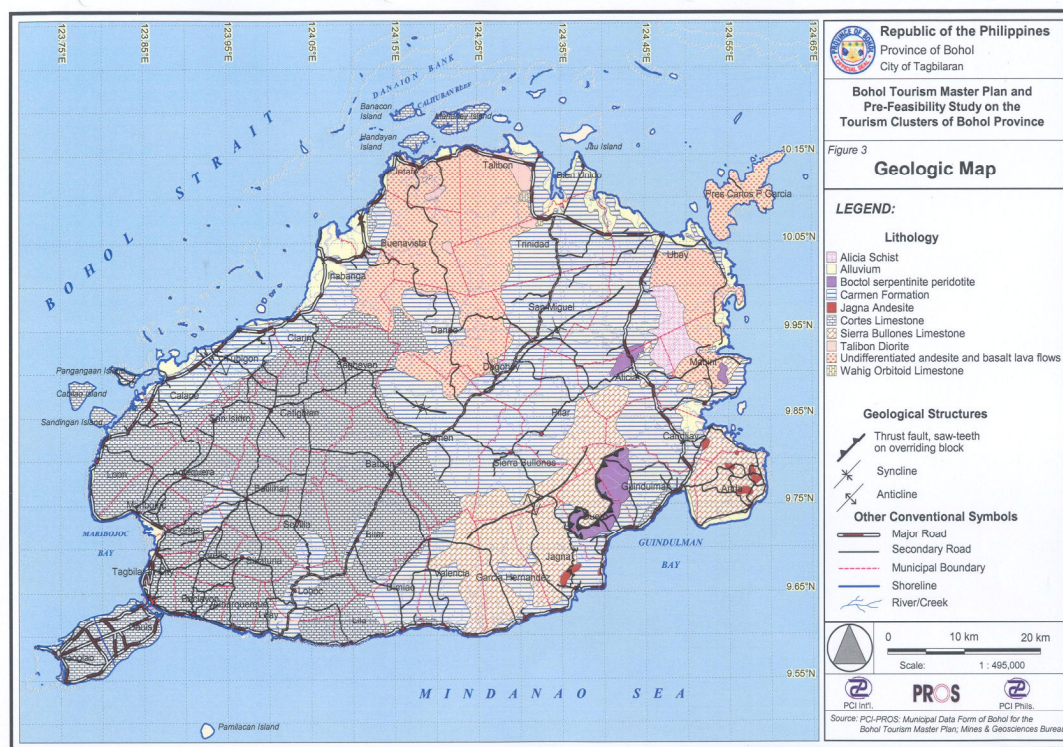 123.75°E
123.85°E
123.95°E
124.05°E
124.15°E
124.25°E
124.35°E
124.45°E
124.55°E
124.65°E
DANAJON BANK
CALITUBAN REEF
Banacon
Island
Handayan
Island
Jau Island
BOHOL STRAIT
10.15°N
Talibon
Pres Carlos P Garcia
Buenavista
Trinidad
10.05°N
Ubay
Inabanga
San Miguel
9.95°N
Clarin
Danao
Tubigon
Sagbayan
Dagohoy
Mabini
Pangangaan Island
Cabilao Island
Alicia
Calape
Sandingan Island
San Isidro
Catigbian
Pilar
9.85°N
Carmen
Candijay
Batuan
Sierra Bullones
Loon
Antequera
Guindulman
Anda
Balilihan
9.75°N
Duero
Maribojoc
Cortes
Sevilla
Bilar
MARIBOJOC
BAY
GUINDULMAN
BAY
Jagna
Tagbilaran City
Valencia
Garcia Hernandez
Dimiao
9.65°N
Loboc
Lila
9.55°N
MINDANAO SEA
Pamilacan Island
PROVINCE OF BOHOL
OFFICIAL SEAL
Republic of the Philippines
Province of Bohol
City of Tagbilaran
Bohol Tourism Master Plan and
Pre-Feasibility Study on the
Tourism Clusters of Bohol Province
Figure 3
Geologic Map
LEGEND:
Lithology
Alicia Schist
Alluvium
Boctol serpentinite peridotite
Carmen Formation
Jagna Andesite
Cortes Limestone
Sierra Bullones Limestone
Talibon Diorite
Undifferentiated andesite and basalt lava flows
Wahig Orbitoid Limestone
Geological Structures
Thrust fault, saw-teeth
on overriding block
Syncline
Anticline
Other Conventional Symbols
Major Road
Secondary Road
Municipal Boundary
Shoreline
River/Creek
0 10 km 20 km
Scale: 1 : 495,000
PCI Int'l.
PROS
PCI Phils.
Source: PCI-PROS: Municipal Data Form of Bohol for the
Bohol Tourism Master Plan; Mines & Geosciences Bureau